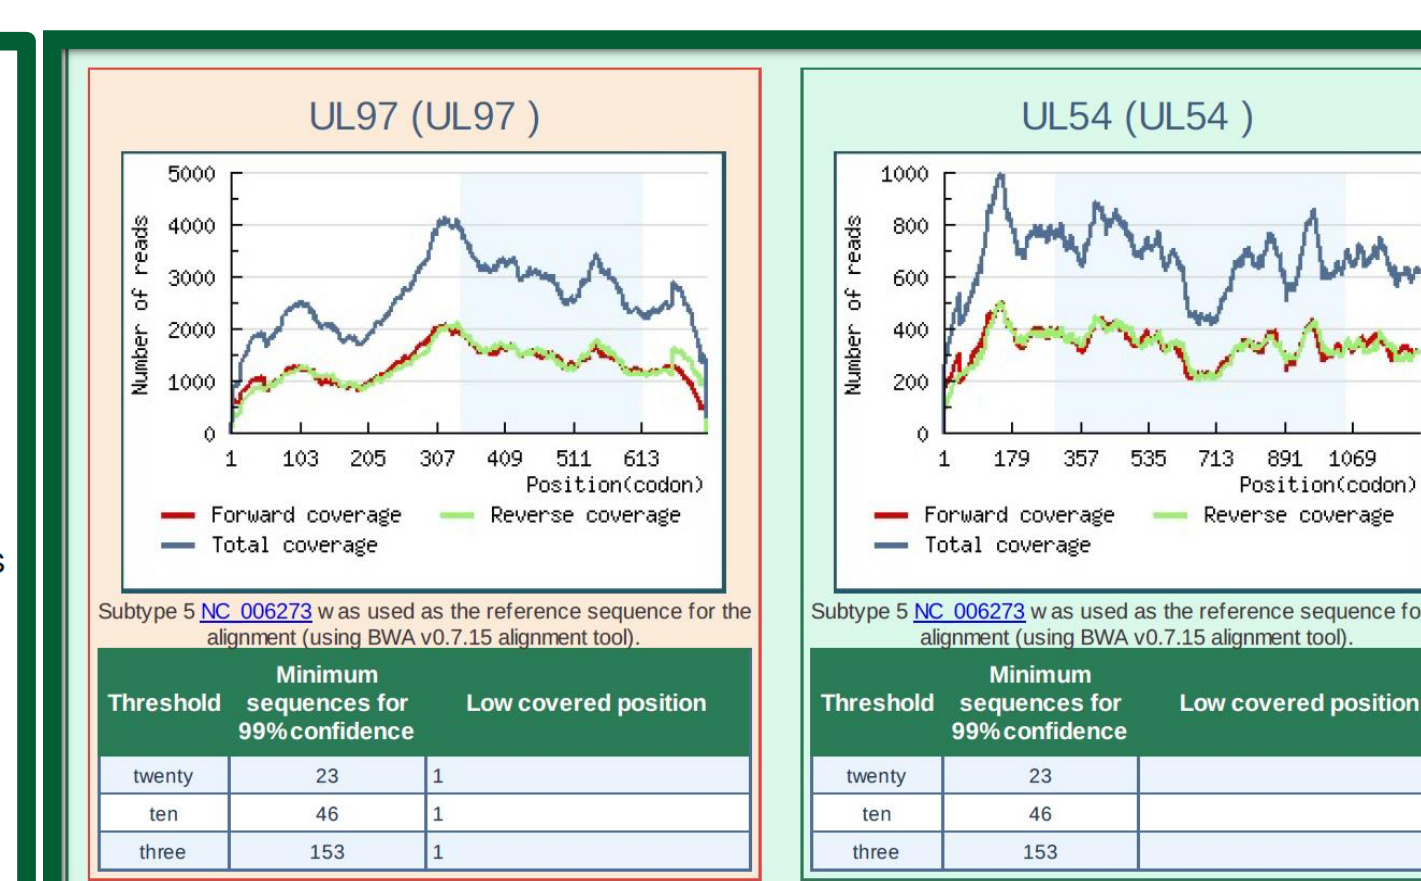 UL97 (UL97 )
5000
4000
3000
2000
1000
0
Number of reads
1 103 205 307 409 511 613
Position(codon)
Forward coverage Reverse coverage
Total coverage
Subtype 5 NC_006273 was used as the reference sequence for the
alignment (using BWA v0.7.15 alignment tool).
Threshold Minimum sequences for 99% confidence Low covered position
twenty 23 1
ten 46 1
three 153 1
UL54 (UL54 )
1000
800
600
400
200
0
Number of reads
1 179 357 535 713 891 1069
Position(codon)
Forward coverage Reverse coverage
Total coverage
Subtype 5 NC_006273 was used as the reference sequence fo
alignment (using BWA v0.7.15 alignment tool).
Threshold Minimum sequences for 99% confidence Low covered position
twenty 23
ten 46
three 153